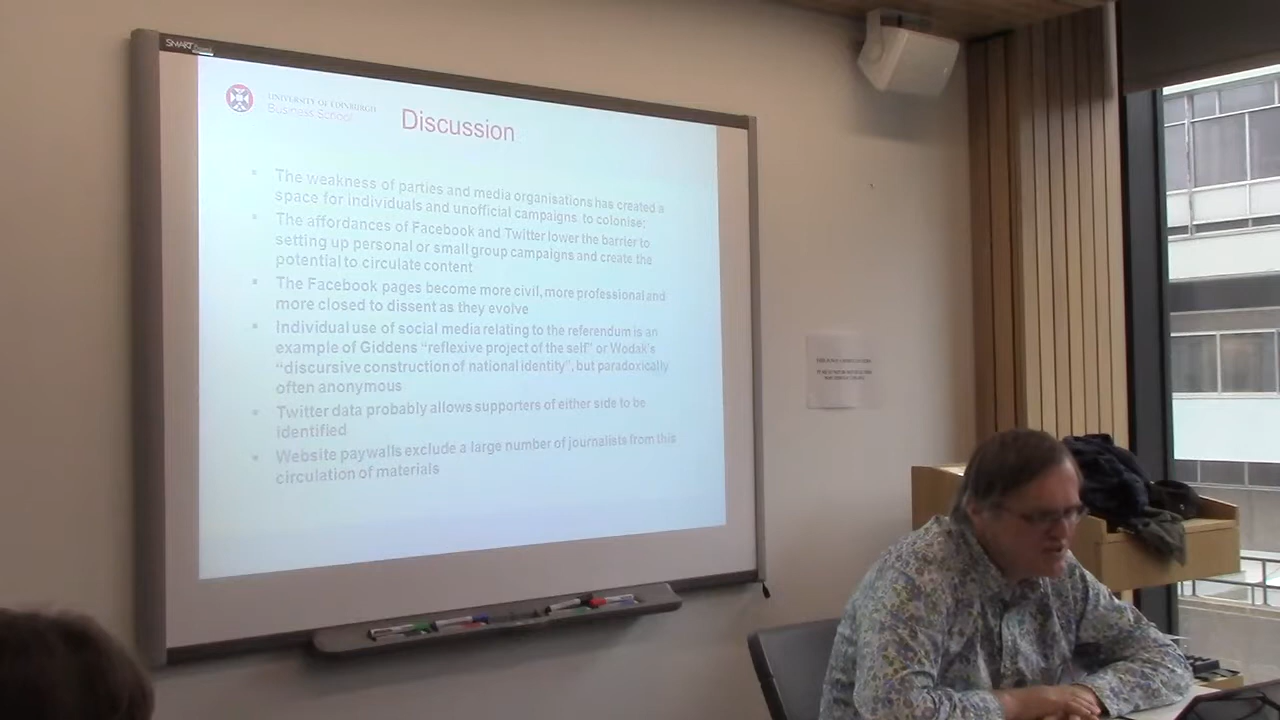 SMART
UNIVERSITY OF EDINBURGH
Business School
Discussion
The weakness of parties and media organisations has created a
space for individuals and unofficial campaigns to colonise;
The affordances of Facebook and Twitter lower the barrier to
setting up personal or small group campaigns and create the
potential to circulate content
The Facebook pages become more civil, more professional and
more closed to dissent as they evolve
Individual use of social media relating to the referendum is an
example of Giddens “reflexive project of the self” or Wodak’s
“discursive construction of national identity”, but paradoxically
often anonymous
Twitter data probably allows supporters of either side to be
identified
Website paywalls exclude a large number of journalists from this
circulation of materials